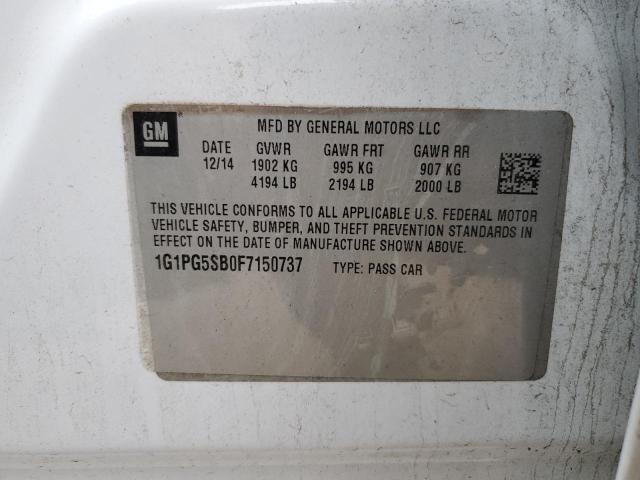 GM
MFD BY GENERAL MOTORS LLC
DATE GVWR GAWR FRT GAWR RR
12/14 1902 KG 995 KG 907 KG
4194 LB 2194 LB 2000 LB
THIS VEHICLE CONFORMS TO ALL APPLICABLE U.S. FEDERAL MOTOR
VEHICLE SAFETY, BUMPER, AND THEFT PREVENTION STANDARDS IN
EFFECT ON THE DATE OF MANUFACTURE SHOWN ABOVE.
1G1PG5SB0F7150737 TYPE: PASS CAR